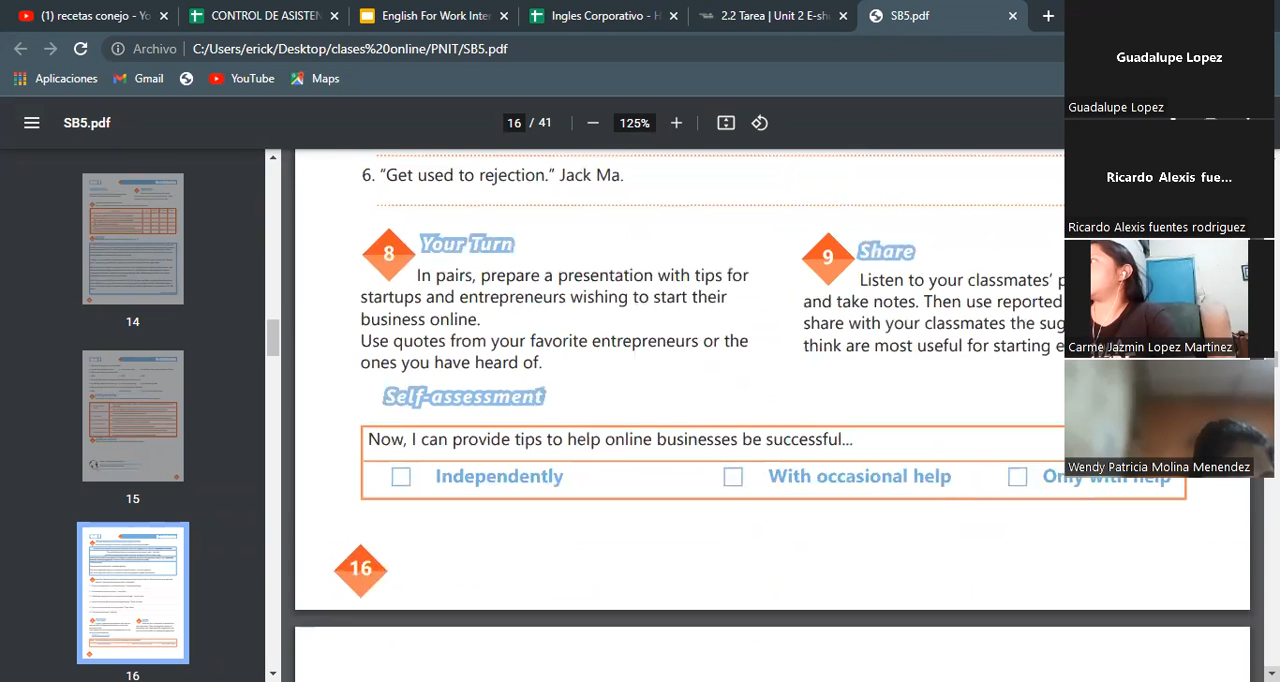 (1) recetas conejo - Yo
CONTROL DE ASISTEN
English For Work Inte
Ingles Corporativo - H
2.2 Tarea | Unit 2 E-sh
SB5.pdf
Archivo
C:/Users/erick/Desktop/clases%20online/PNIT/SB5.pdf
Aplicaciones
Gmail
YouTube
Maps
SB5.pdf
16 / 41
125%
14
15
16
6. “Get used to rejection.” Jack Ma.
8
Your Turn
In pairs, prepare a presentation with tips for
startups and entrepreneurs wishing to start their
business online.
Use quotes from your favorite entrepreneurs or the
ones you have heard of.
9
Share
Listen to your classmates’ p
and take notes. Then use reported
share with your classmates the sug
think are most useful for starting e
Self-assessment
Now, I can provide tips to help online businesses be successful...
Independently
With occasional help
Only with help
16
Guadalupe Lopez
Guadalupe Lopez
Ricardo Alexis fue...
Ricardo Alexis fuentes rodriguez
Carme Jazmin Lopez Martinez
Wendy Patricia Molina Menendez